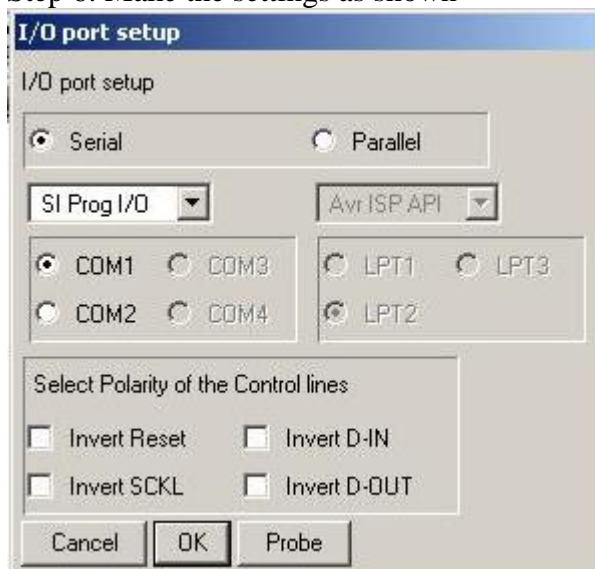 I/O port setup
I/O port setup
Serial Parallel
SI Prog I/O Avr ISP API
COM1 COM3 LPT1 LPT3
COM2 COM4 LPT2
Select Polarity of the Control lines
Invert Reset Invert D-IN
Invert SCKL Invert D-OUT
Cancel OK Probe